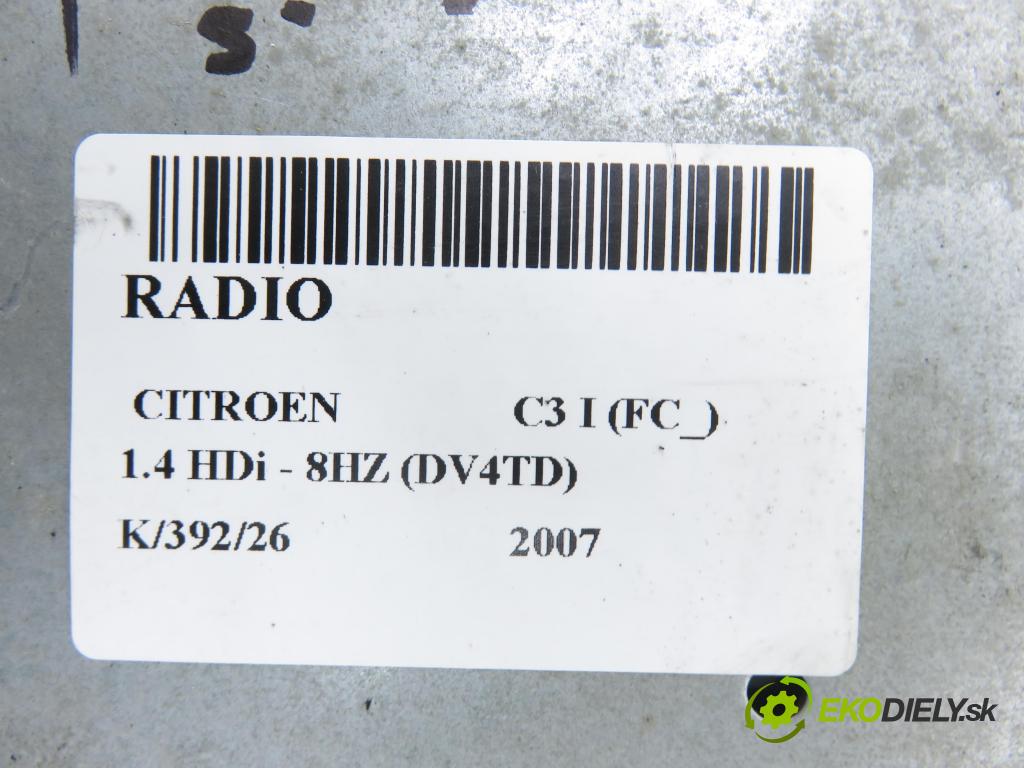 S.
RADIO
CITROEN C3 I (FC_)
1.4 HDi - 8HZ (DV4TD)
K/392/26 2007
EKODIELY.sk